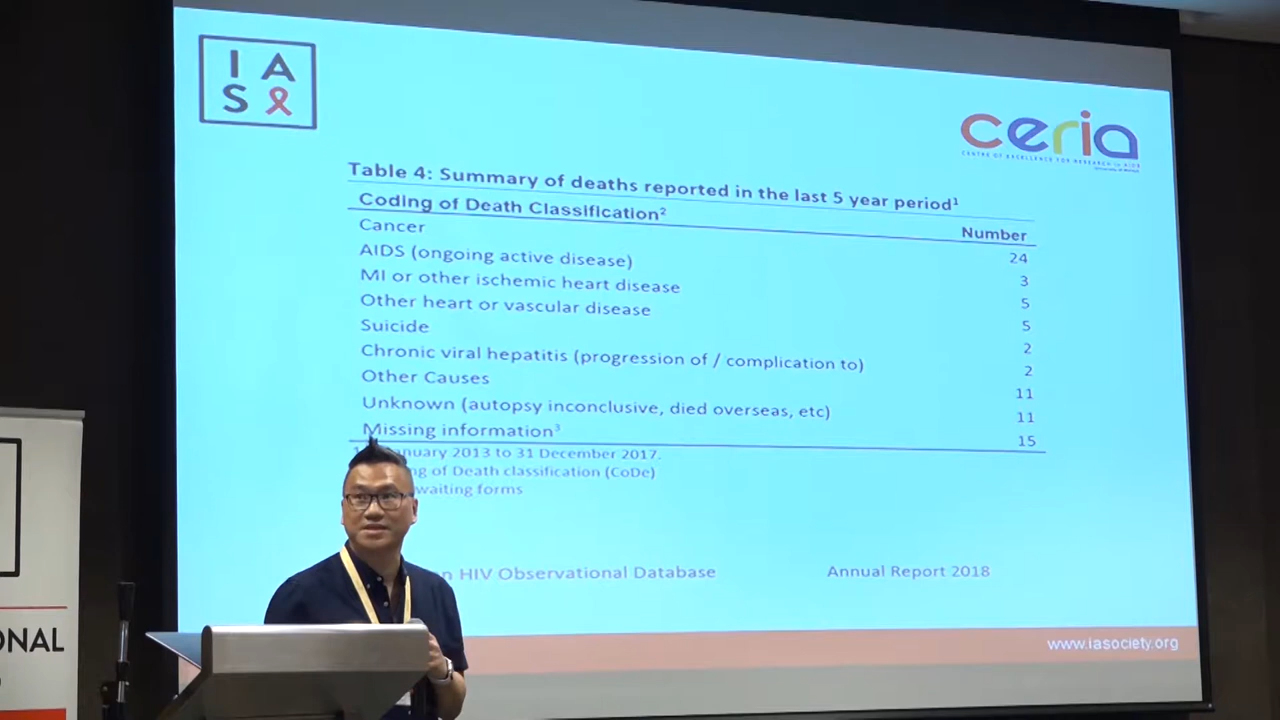 I A
S
ceria
CENTRE OF EXCELLENCE FOR RESEARCH in AIDS
Table 4: Summary of deaths reported in the last 5 year period¹
Coding of Death Classification² Number
Cancer 24
AIDS (ongoing active disease) 3
MI or other ischemic heart disease 5
Other heart or vascular disease 5
Suicide 2
Chronic viral hepatitis (progression of / complication to) 2
Other Causes 11
Unknown (autopsy inconclusive, died overseas, etc) 11
Missing information³ 15
anuary 2013 to 31 December 2017.
ng of Death classification (CoDe)
waiting forms
n HIV Observational Database Annual Report 2018
www.iasociety.org
ONAL